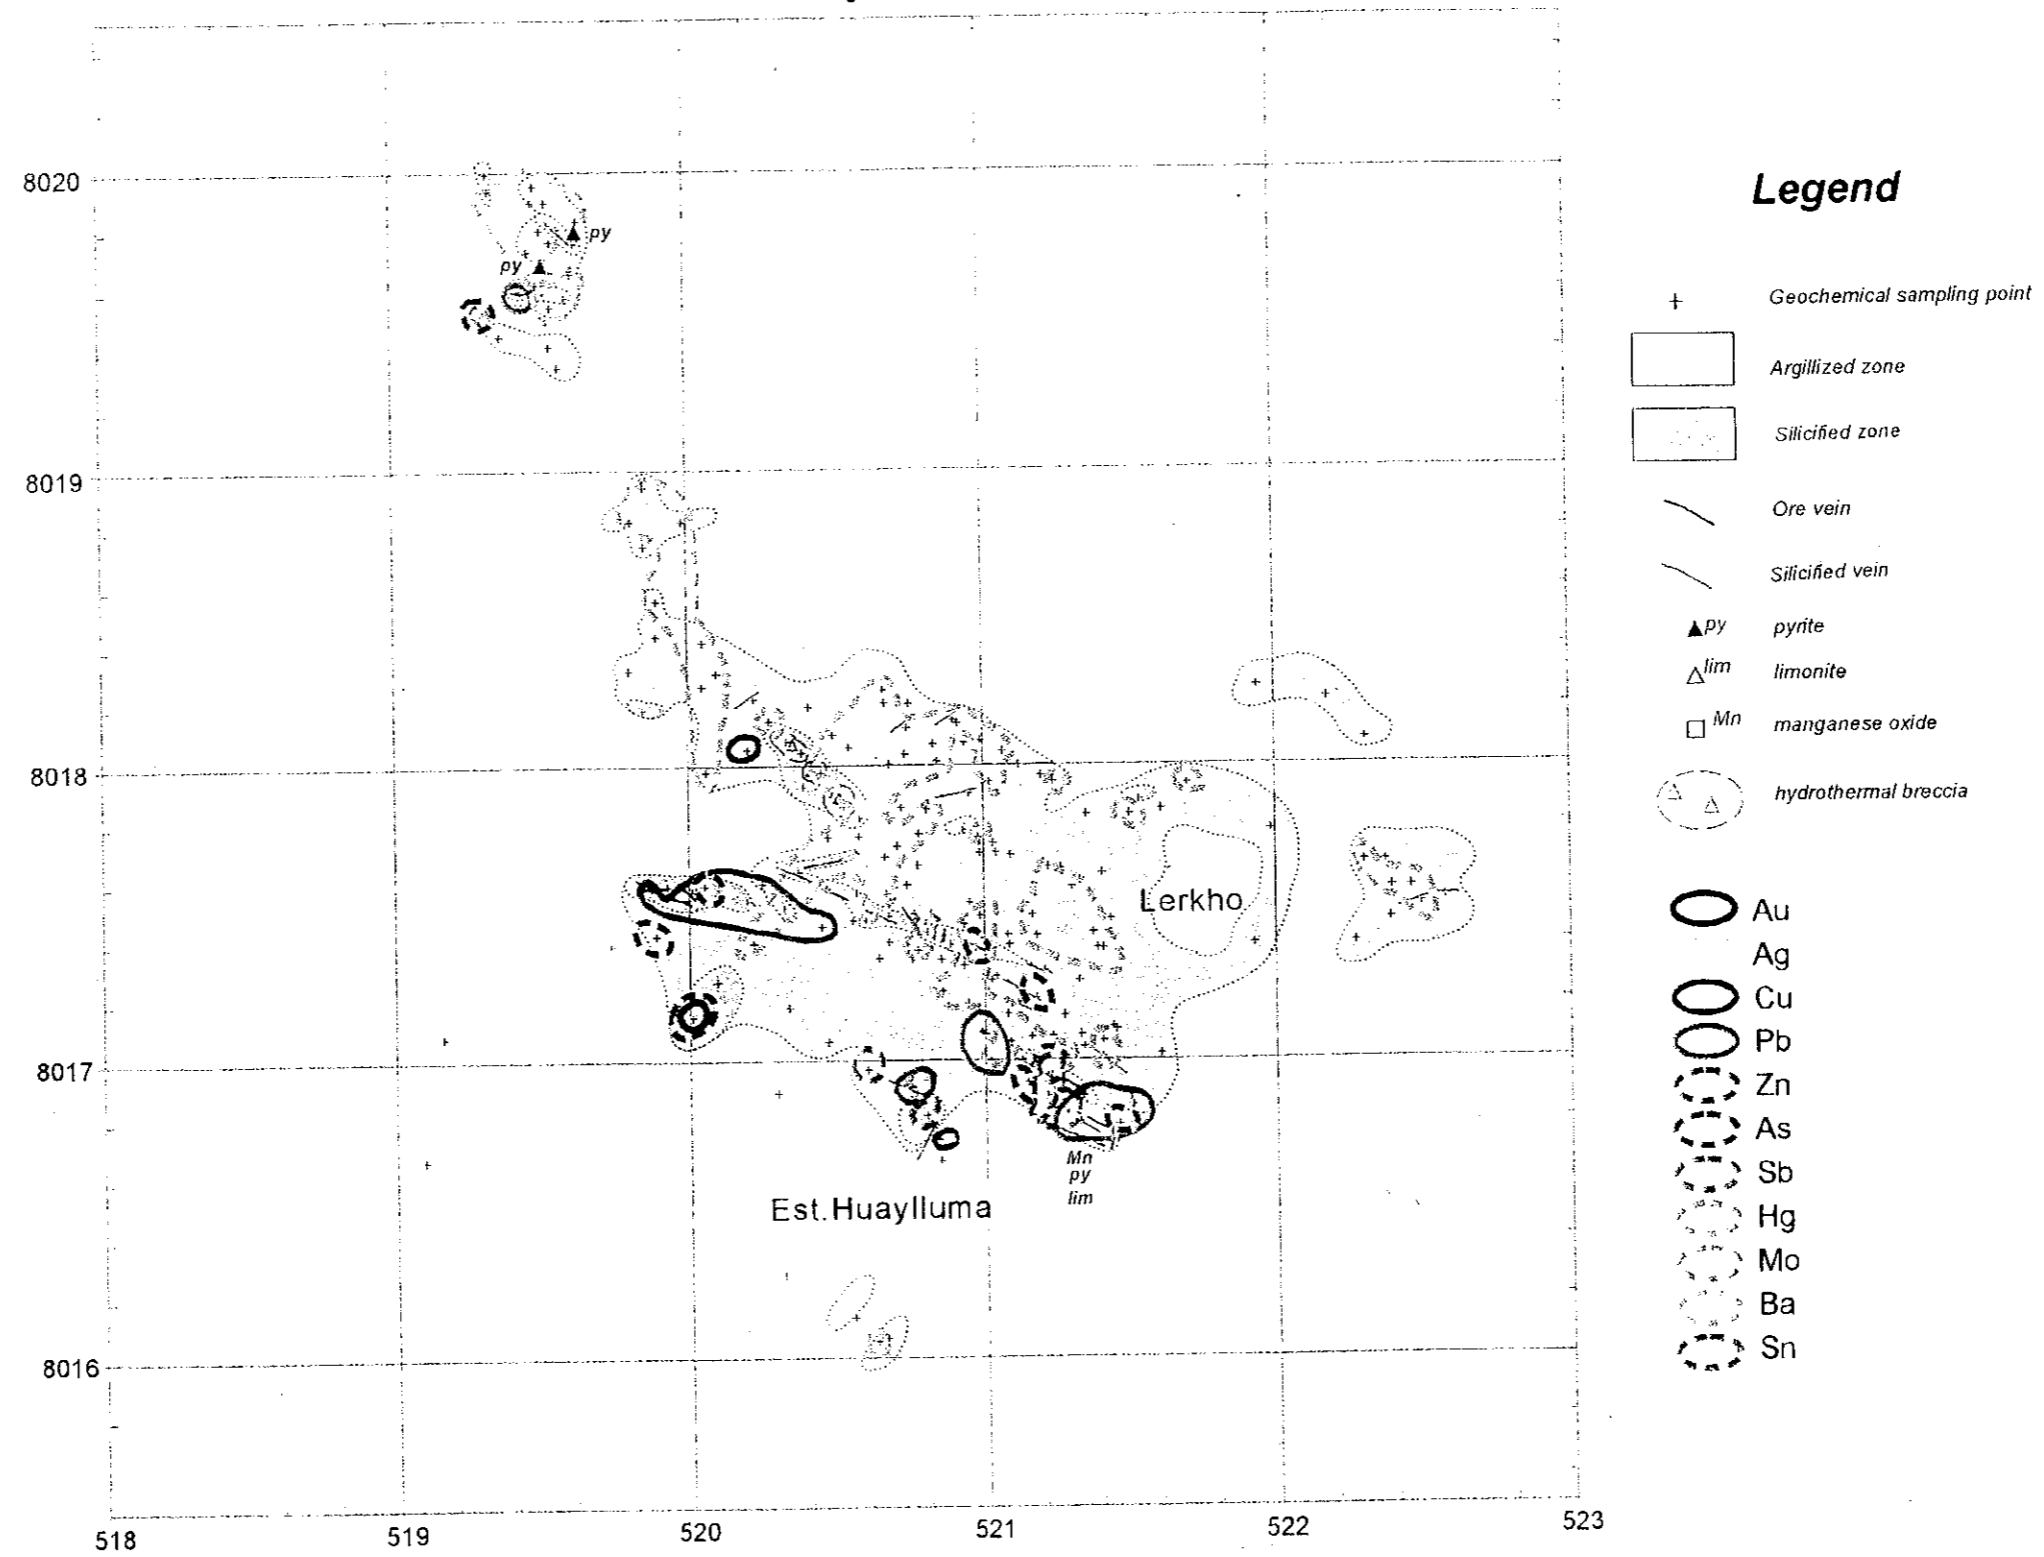 8020
8019
8018
8017
8016
518
519
520
521
522
523
py
py
Lerkho
Mn
py
lim
Est.Huaylluma
Legend
Geochemical sampling point
Argillized zone
Silicified zone
Ore vein
Silicified vein
py pyrite
lim limonite
Mn manganese oxide
hydrothermal breccia
Au
Ag
Cu
Pb
Zn
As
Sb
Hg
Mo
Ba
Sn